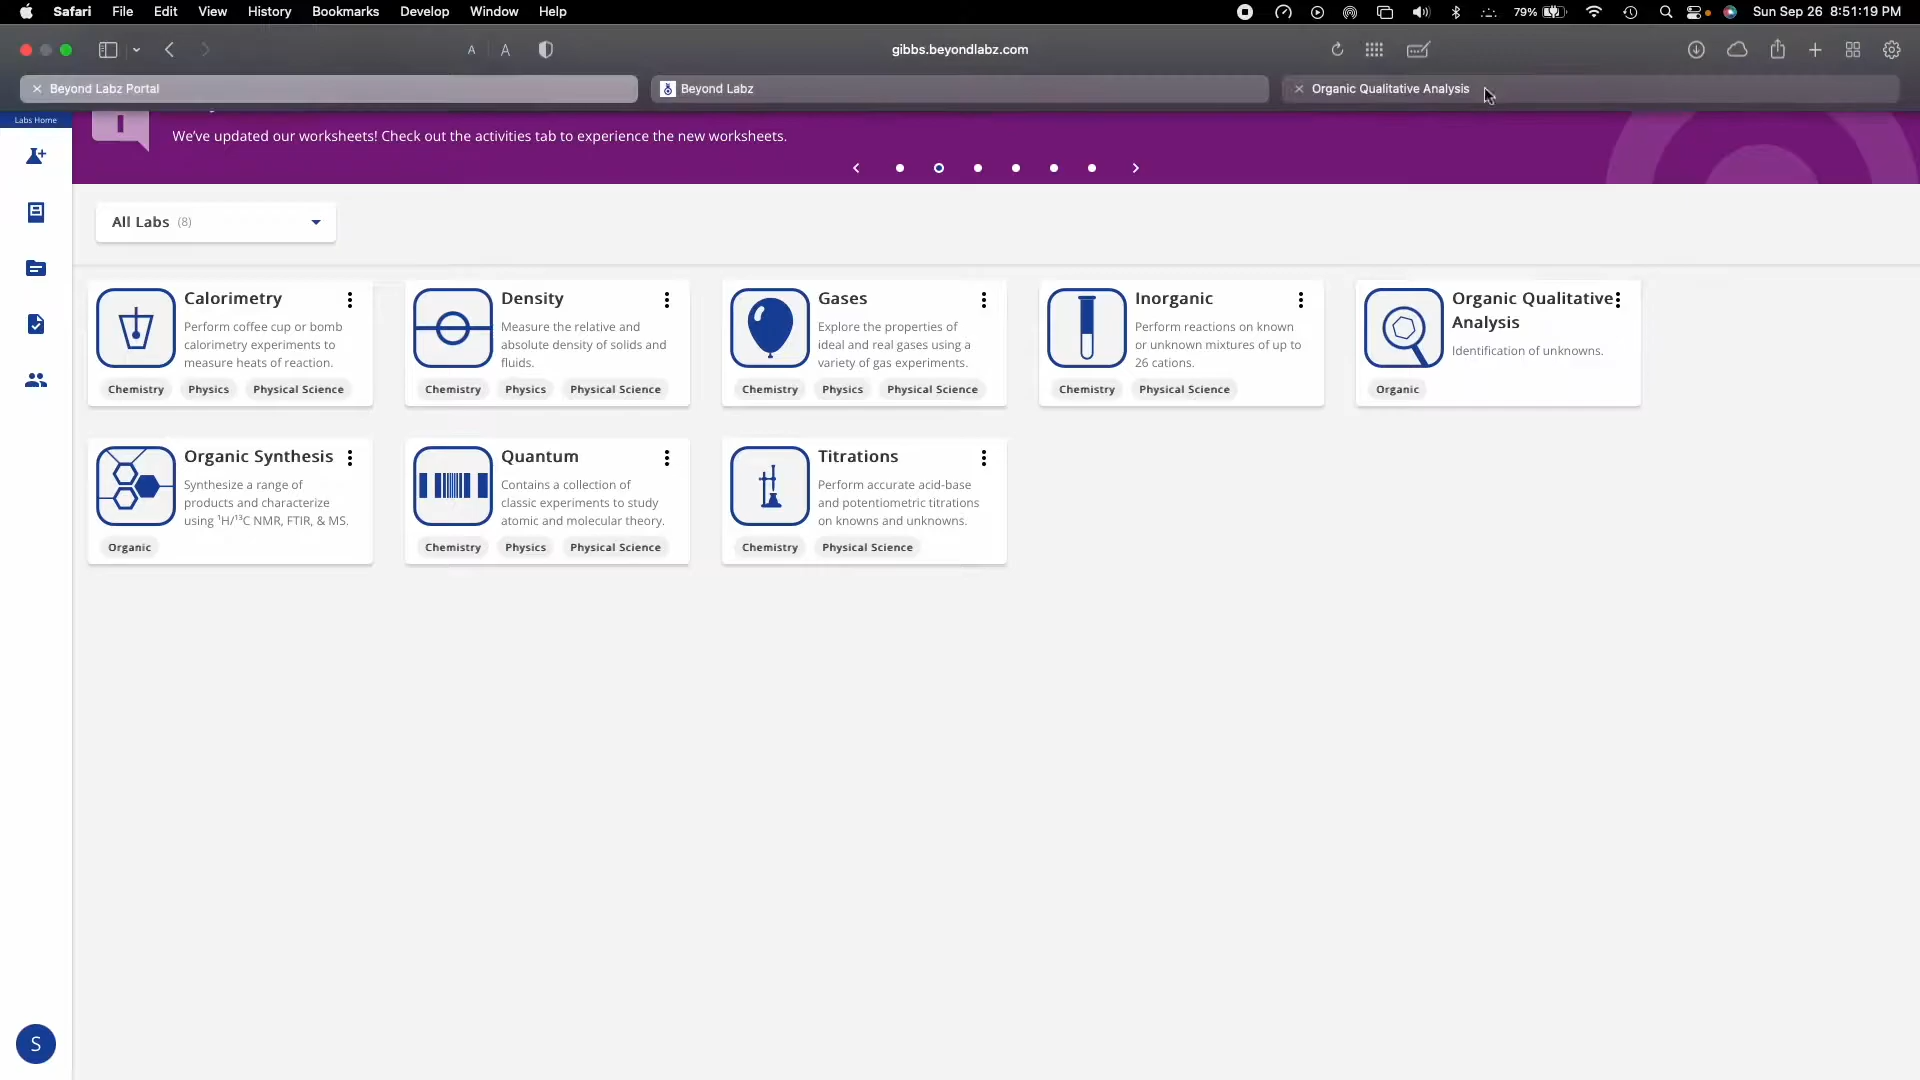 Safari File Edit View History Bookmarks Develop Window Help 79% Sun Sep 26 8:51:19 PM
A A gibbs.beyondlabz.com
Beyond Labz Portal Beyond Labz Organic Qualitative Analysis
Labs Home
We've updated our worksheets! Check out the activities tab to experience the new worksheets.
All Labs (8)
Calorimetry
Perform coffee cup or bomb
calorimetry experiments to
measure heats of reaction.
Chemistry Physics Physical Science
Density
Measure the relative and
absolute density of solids and
fluids.
Chemistry Physics Physical Science
Gases
Explore the properties of
ideal and real gases using a
variety of gas experiments.
Chemistry Physics Physical Science
Inorganic
Perform reactions on known
or unknown mixtures of up to
26 cations.
Chemistry Physical Science
Organic Qualitative
Analysis
Identification of unknowns.
Organic
Organic Synthesis
Synthesize a range of
products and characterize
using ¹H/¹³C NMR, FTIR, & MS.
Organic
Quantum
Contains a collection of
classic experiments to study
atomic and molecular theory.
Chemistry Physics Physical Science
Titrations
Perform accurate acid-base
and potentiometric titrations
on knowns and unknowns.
Chemistry Physical Science
S